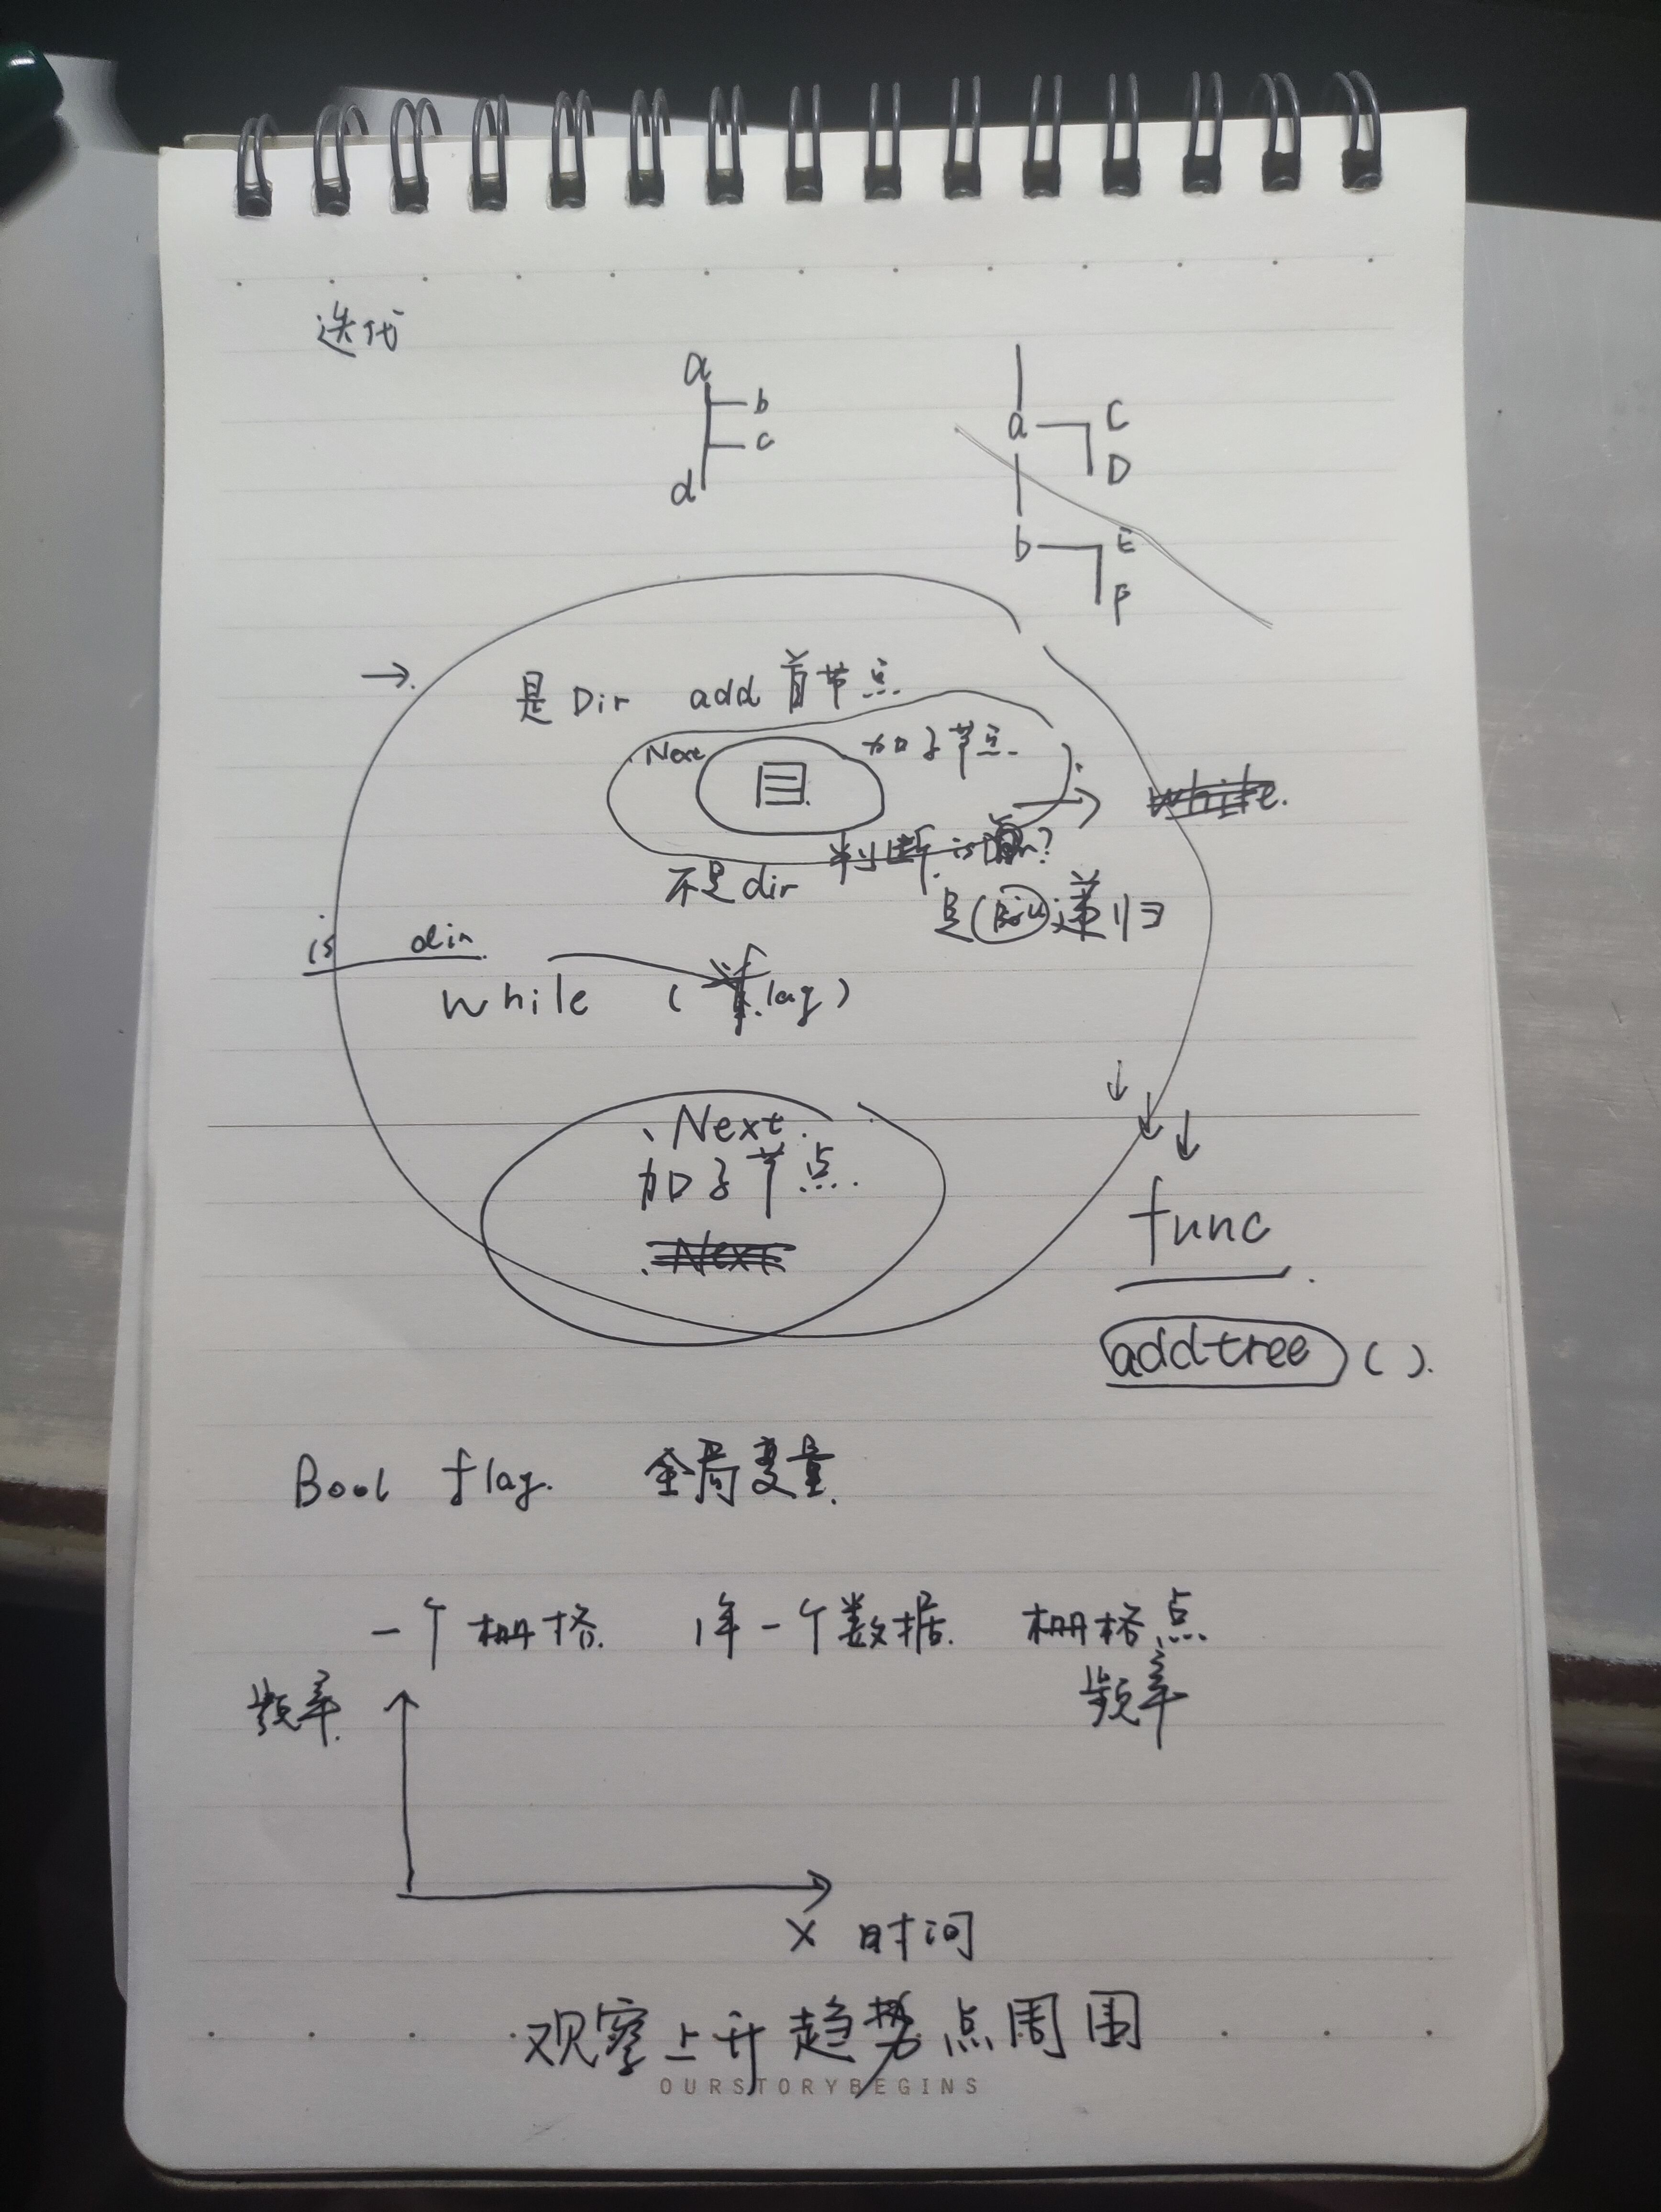 迭代
a
b
c
d
a C
D
b E
F
是Dir add 首节点
Next 加子节点.
目
while.
判断 is
不是dir
是 递归
is dir
while (flag)
Next.
加子节点.
Next
func
addtree ( ).
Bool flag. 全局变量.
一个栅格. 1年一个数据. 栅格点
频率. 频率
X 时间
观察上升趋势点周围
OURSTORYBEGINS